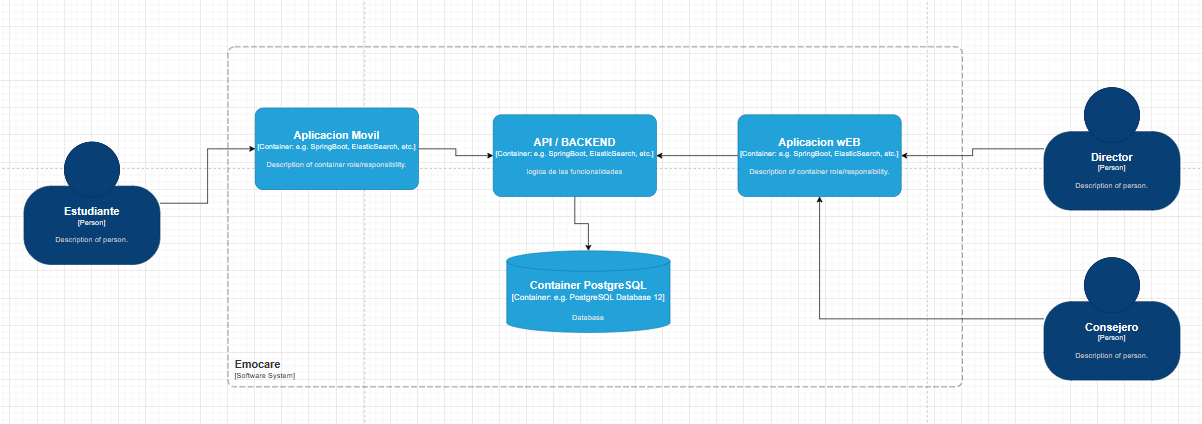 Aplicacion Movil
[Container: e.g. SpringBoot, ElasticSearch, etc.]
Description of container role/responsibility.
API / BACKEND
[Container: e.g. SpringBoot, ElasticSearch, etc.]
logica de las funcionalidades
Aplicacion wEB
[Container: e.g. SpringBoot, ElasticSearch, etc.]
Description of container role/responsibility.
Director
[Person]
Description of person.
Estudiante
[Person]
Description of person.
Container PostgreSQL
[Container: e.g. PostgreSQL Database 12]
Database
Consejero
[Person]
Description of person.
Emocare
[Software System]